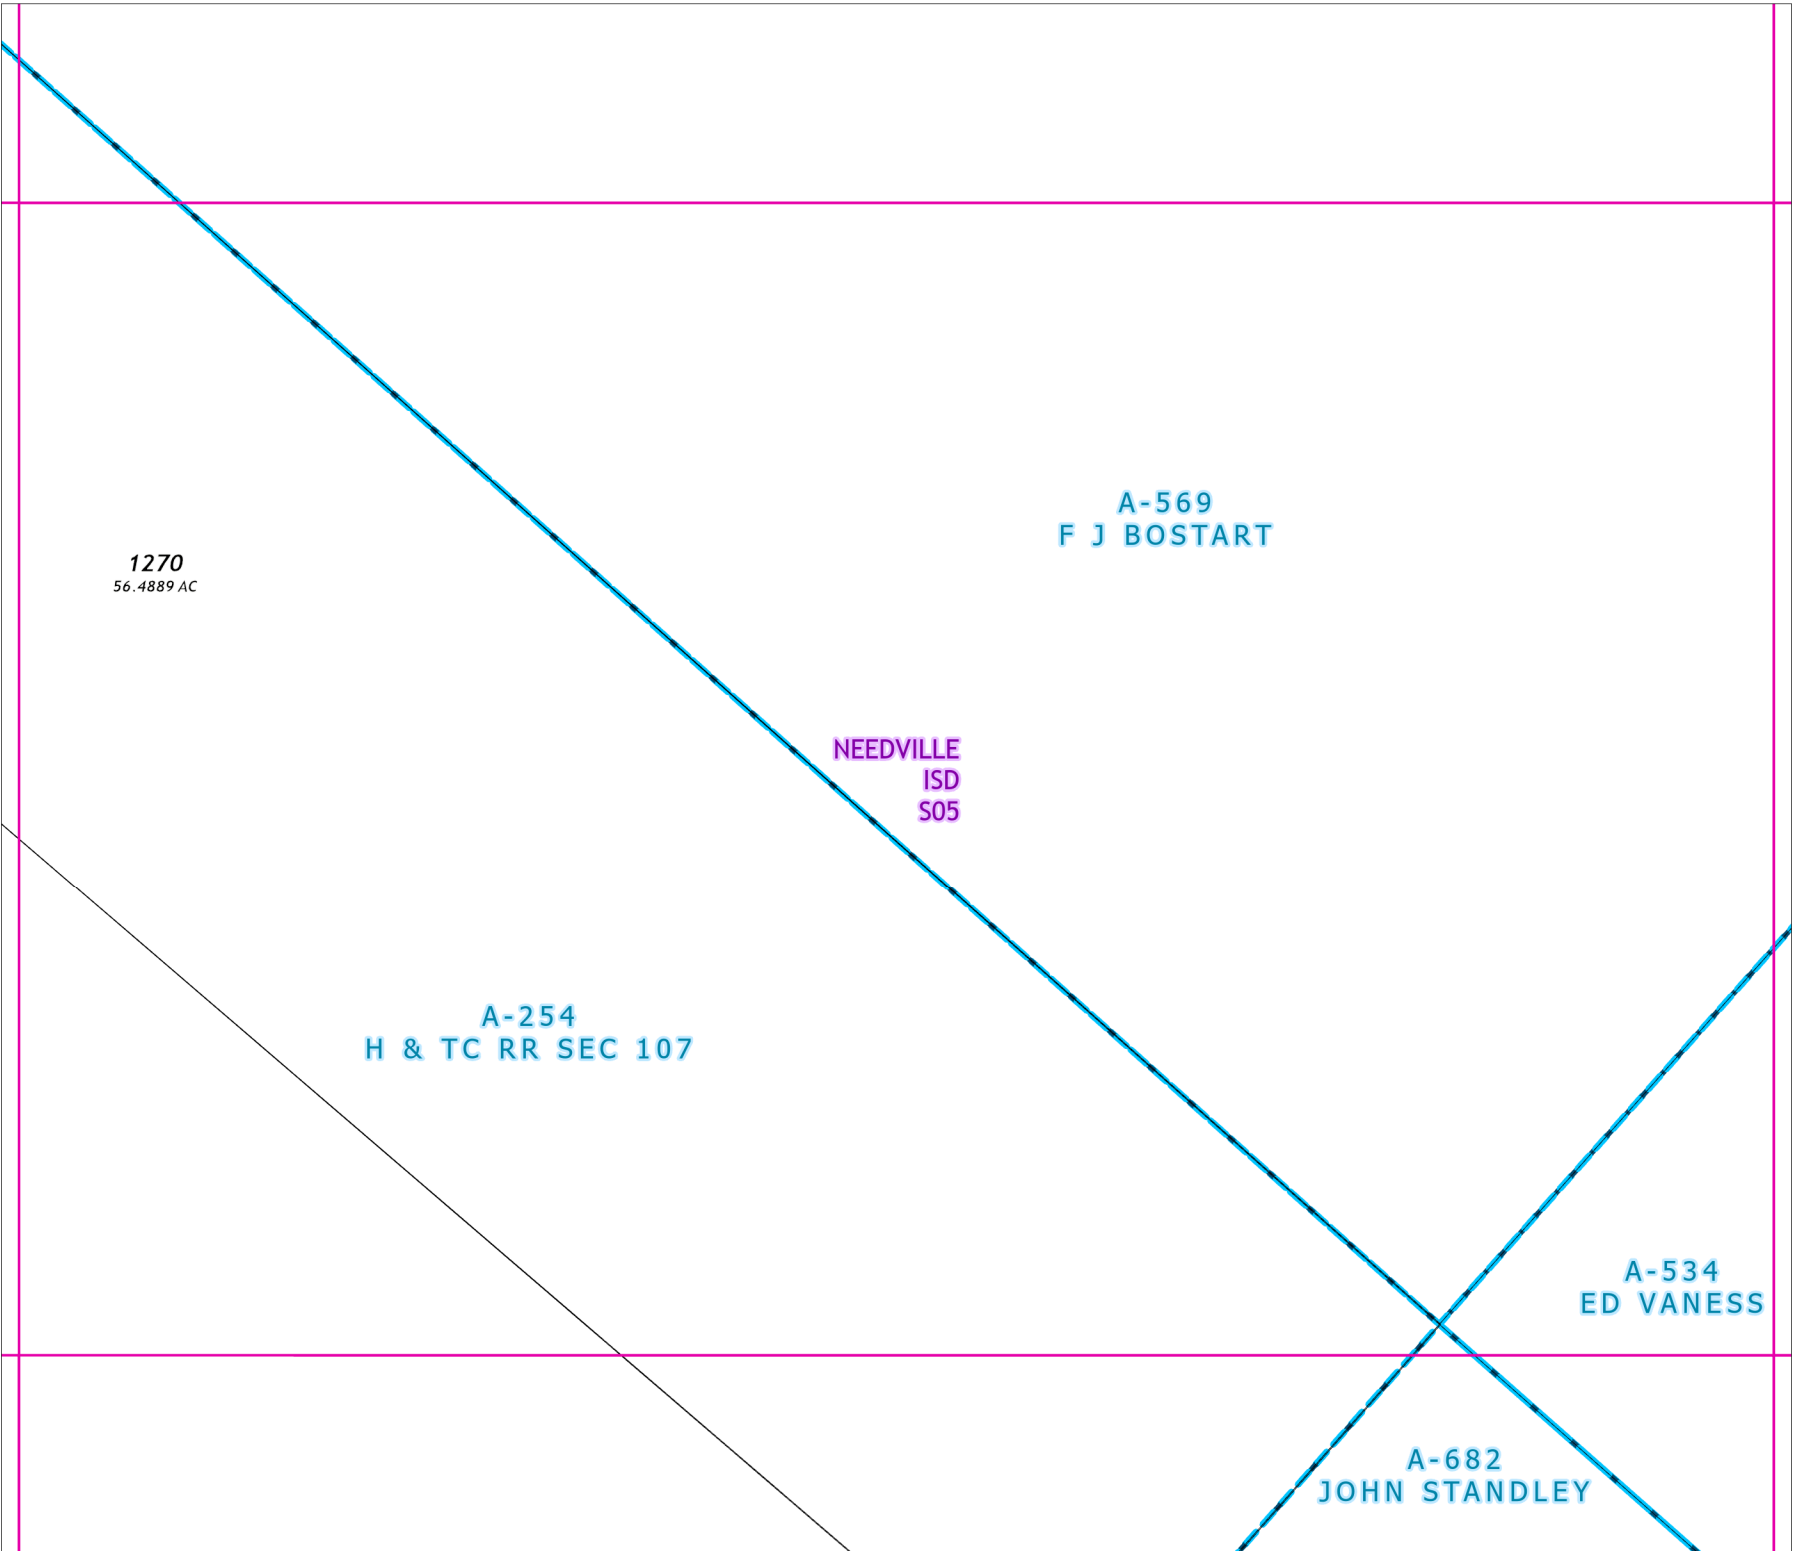 A-569
F J BOSTART
1270
56.4889 AC
NEEDVILLE
ISD
S05
A-254
H & TC RR SEC 107
A-534
ED VANESS
A-682
JOHN STANDLEY